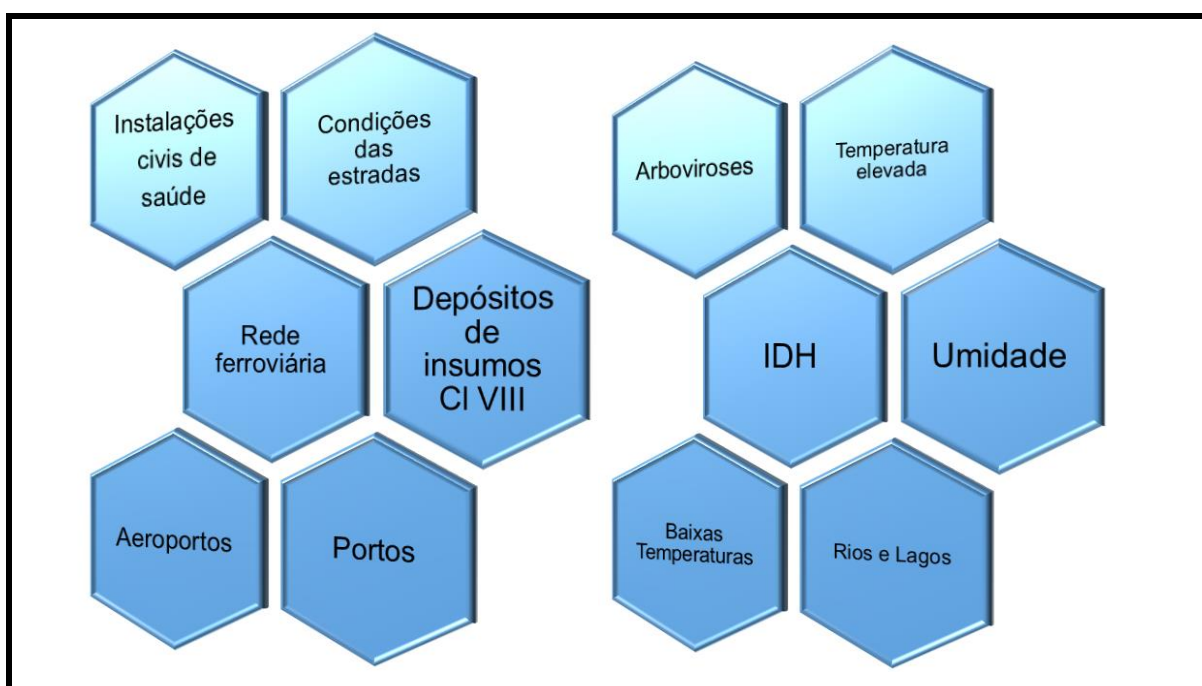 Instalações
civis de
saúde
Condições
das
estradas
Rede
ferroviária
Depósitos
de
insumos
Cl VIII
Aeroportos
Portos
Arboviroses
Temperatura
elevada
IDH
Umidade
Baixas
Temperaturas
Rios e Lagos